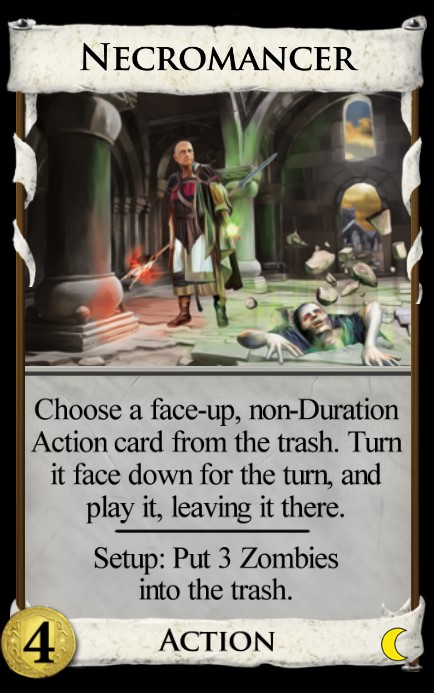 NECROMANCER
Choose a face-up, non-Duration
Action card from the trash. Turn
it face down for the turn, and
play it, leaving it there.
Setup: Put 3 Zombies
into the trash.
4
ACTION